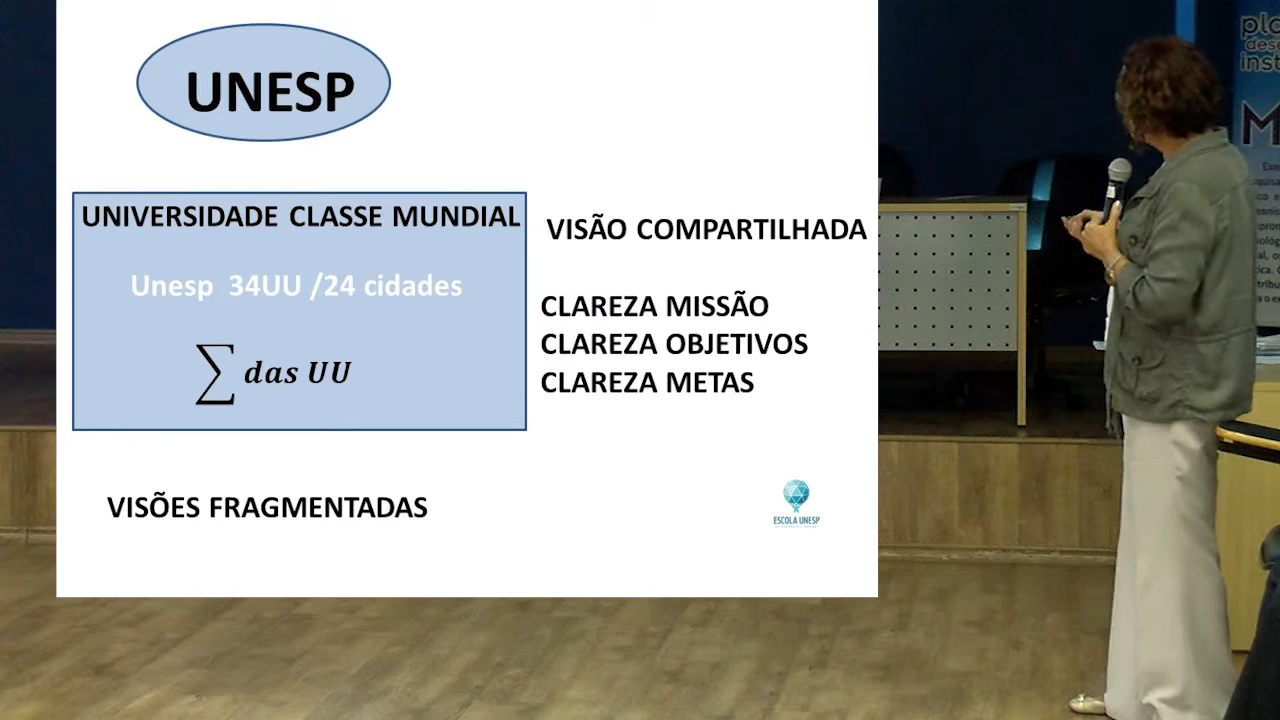 UNESP
UNIVERSIDADE CLASSE MUNDIAL
Unesp 34UU /24 cidades
∑ das UU
VISÕES FRAGMENTADAS
VISÃO COMPARTILHADA
CLAREZA MISSÃO
CLAREZA OBJETIVOS
CLAREZA METAS
ESCOLA UNESP